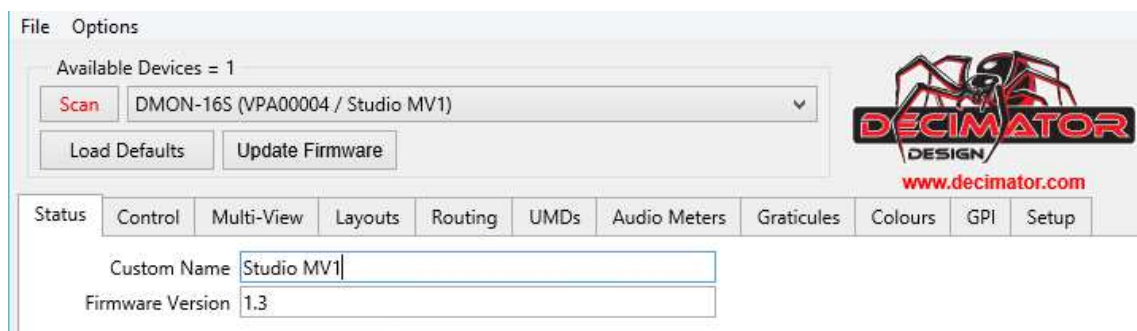 File Options
Available Devices = 1
Scan DMON-16S (VPA00004 / Studio MV1)
Load Defaults Update Firmware
DECIMATOR
DESIGN
www.decimator.com
Status Control Multi-View Layouts Routing UMDs Audio Meters Graticules Colours GPI Setup
Custom Name Studio MV1
Firmware Version 1.3